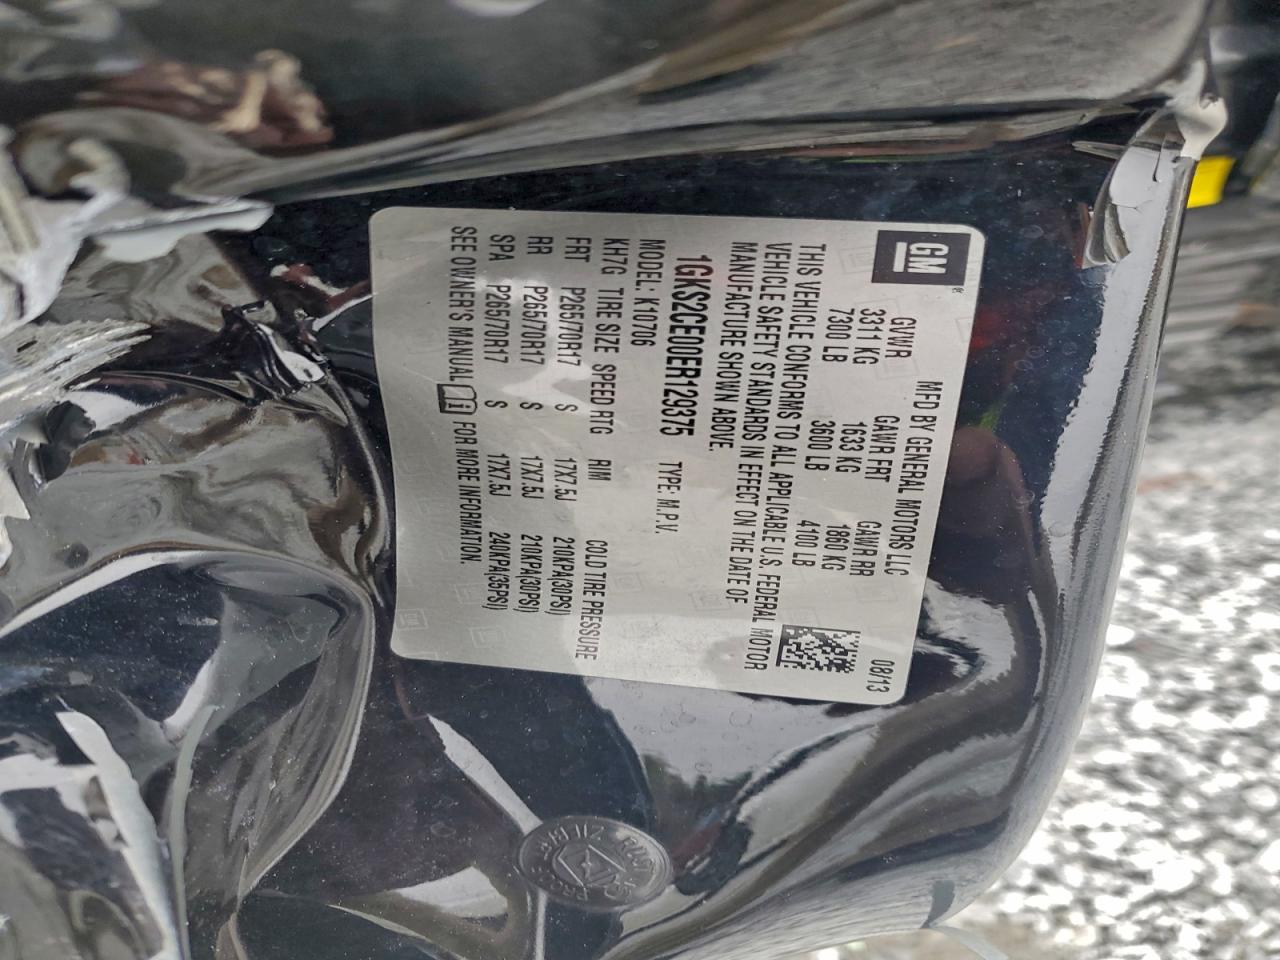 GM®
MFD BY GENERAL MOTORS LLC 08/13
GVWR GAWR FRT GAWR RR
3311 KG 1633 KG 1860 KG
7300 LB 3600 LB 4100 LB
THIS VEHICLE CONFORMS TO ALL APPLICABLE U.S. FEDERAL MOTOR
VEHICLE SAFETY STANDARDS IN EFFECT ON THE DATE OF
MANUFACTURE SHOWN ABOVE.
1GKS2CE00ER129375 TYPE: M.P.V.
MODEL: K10706
KH7G TIRE SIZE SPEED RTG RIM COLD TIRE PRESSURE
FRT P265/70R17 S 17X7.5J 210KPA(30PSI)
RR P265/70R17 S 17X7.5J 210KPA(30PSI)
SPA P265/70R17 S 17X7.5J 240KPA(35PSI)
SEE OWNER'S MANUAL i FOR MORE INFORMATION.